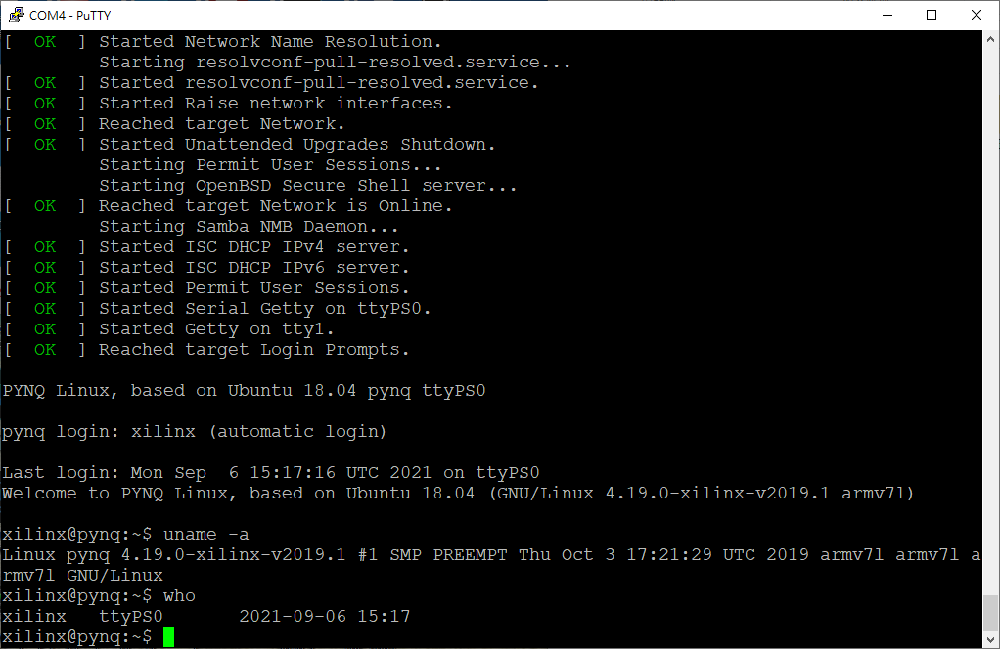 COM4 - PuTTY
[  OK  ] Started Network Name Resolution.
         Starting resolvconf-pull-resolved.service...
[  OK  ] Started resolvconf-pull-resolved.service.
[  OK  ] Started Raise network interfaces.
[  OK  ] Reached target Network.
[  OK  ] Started Unattended Upgrades Shutdown.
         Starting Permit User Sessions...
         Starting OpenBSD Secure Shell server...
[  OK  ] Reached target Network is Online.
         Starting Samba NMB Daemon...
[  OK  ] Started ISC DHCP IPv4 server.
[  OK  ] Started ISC DHCP IPv6 server.
[  OK  ] Started Permit User Sessions.
[  OK  ] Started Serial Getty on ttyPS0.
[  OK  ] Started Getty on tty1.
[  OK  ] Reached target Login Prompts.
PYNQ Linux, based on Ubuntu 18.04 pynq ttyPS0
pynq login: xilinx (automatic login)
Last login: Mon Sep  6 15:17:16 UTC 2021 on ttyPS0
Welcome to PYNQ Linux, based on Ubuntu 18.04 (GNU/Linux 4.19.0-xilinx-v2019.1 armv7l)
xilinx@pynq:~$ uname -a
Linux pynq 4.19.0-xilinx-v2019.1 #1 SMP PREEMPT Thu Oct 3 17:21:29 UTC 2019 armv7l armv7l a
rmv7l GNU/Linux
xilinx@pynq:~$ who
xilinx   ttyPS0       2021-09-06 15:17
xilinx@pynq:~$